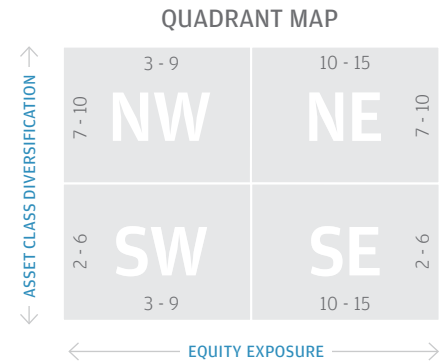 QUADRANT MAP
3 - 9
10 - 15
7 - 10
NW
NE
7 - 10
ASSET CLASS DIVERSIFICATION
2 - 6
SW
SE
2 - 6
3 - 9
10 - 15
EQUITY EXPOSURE